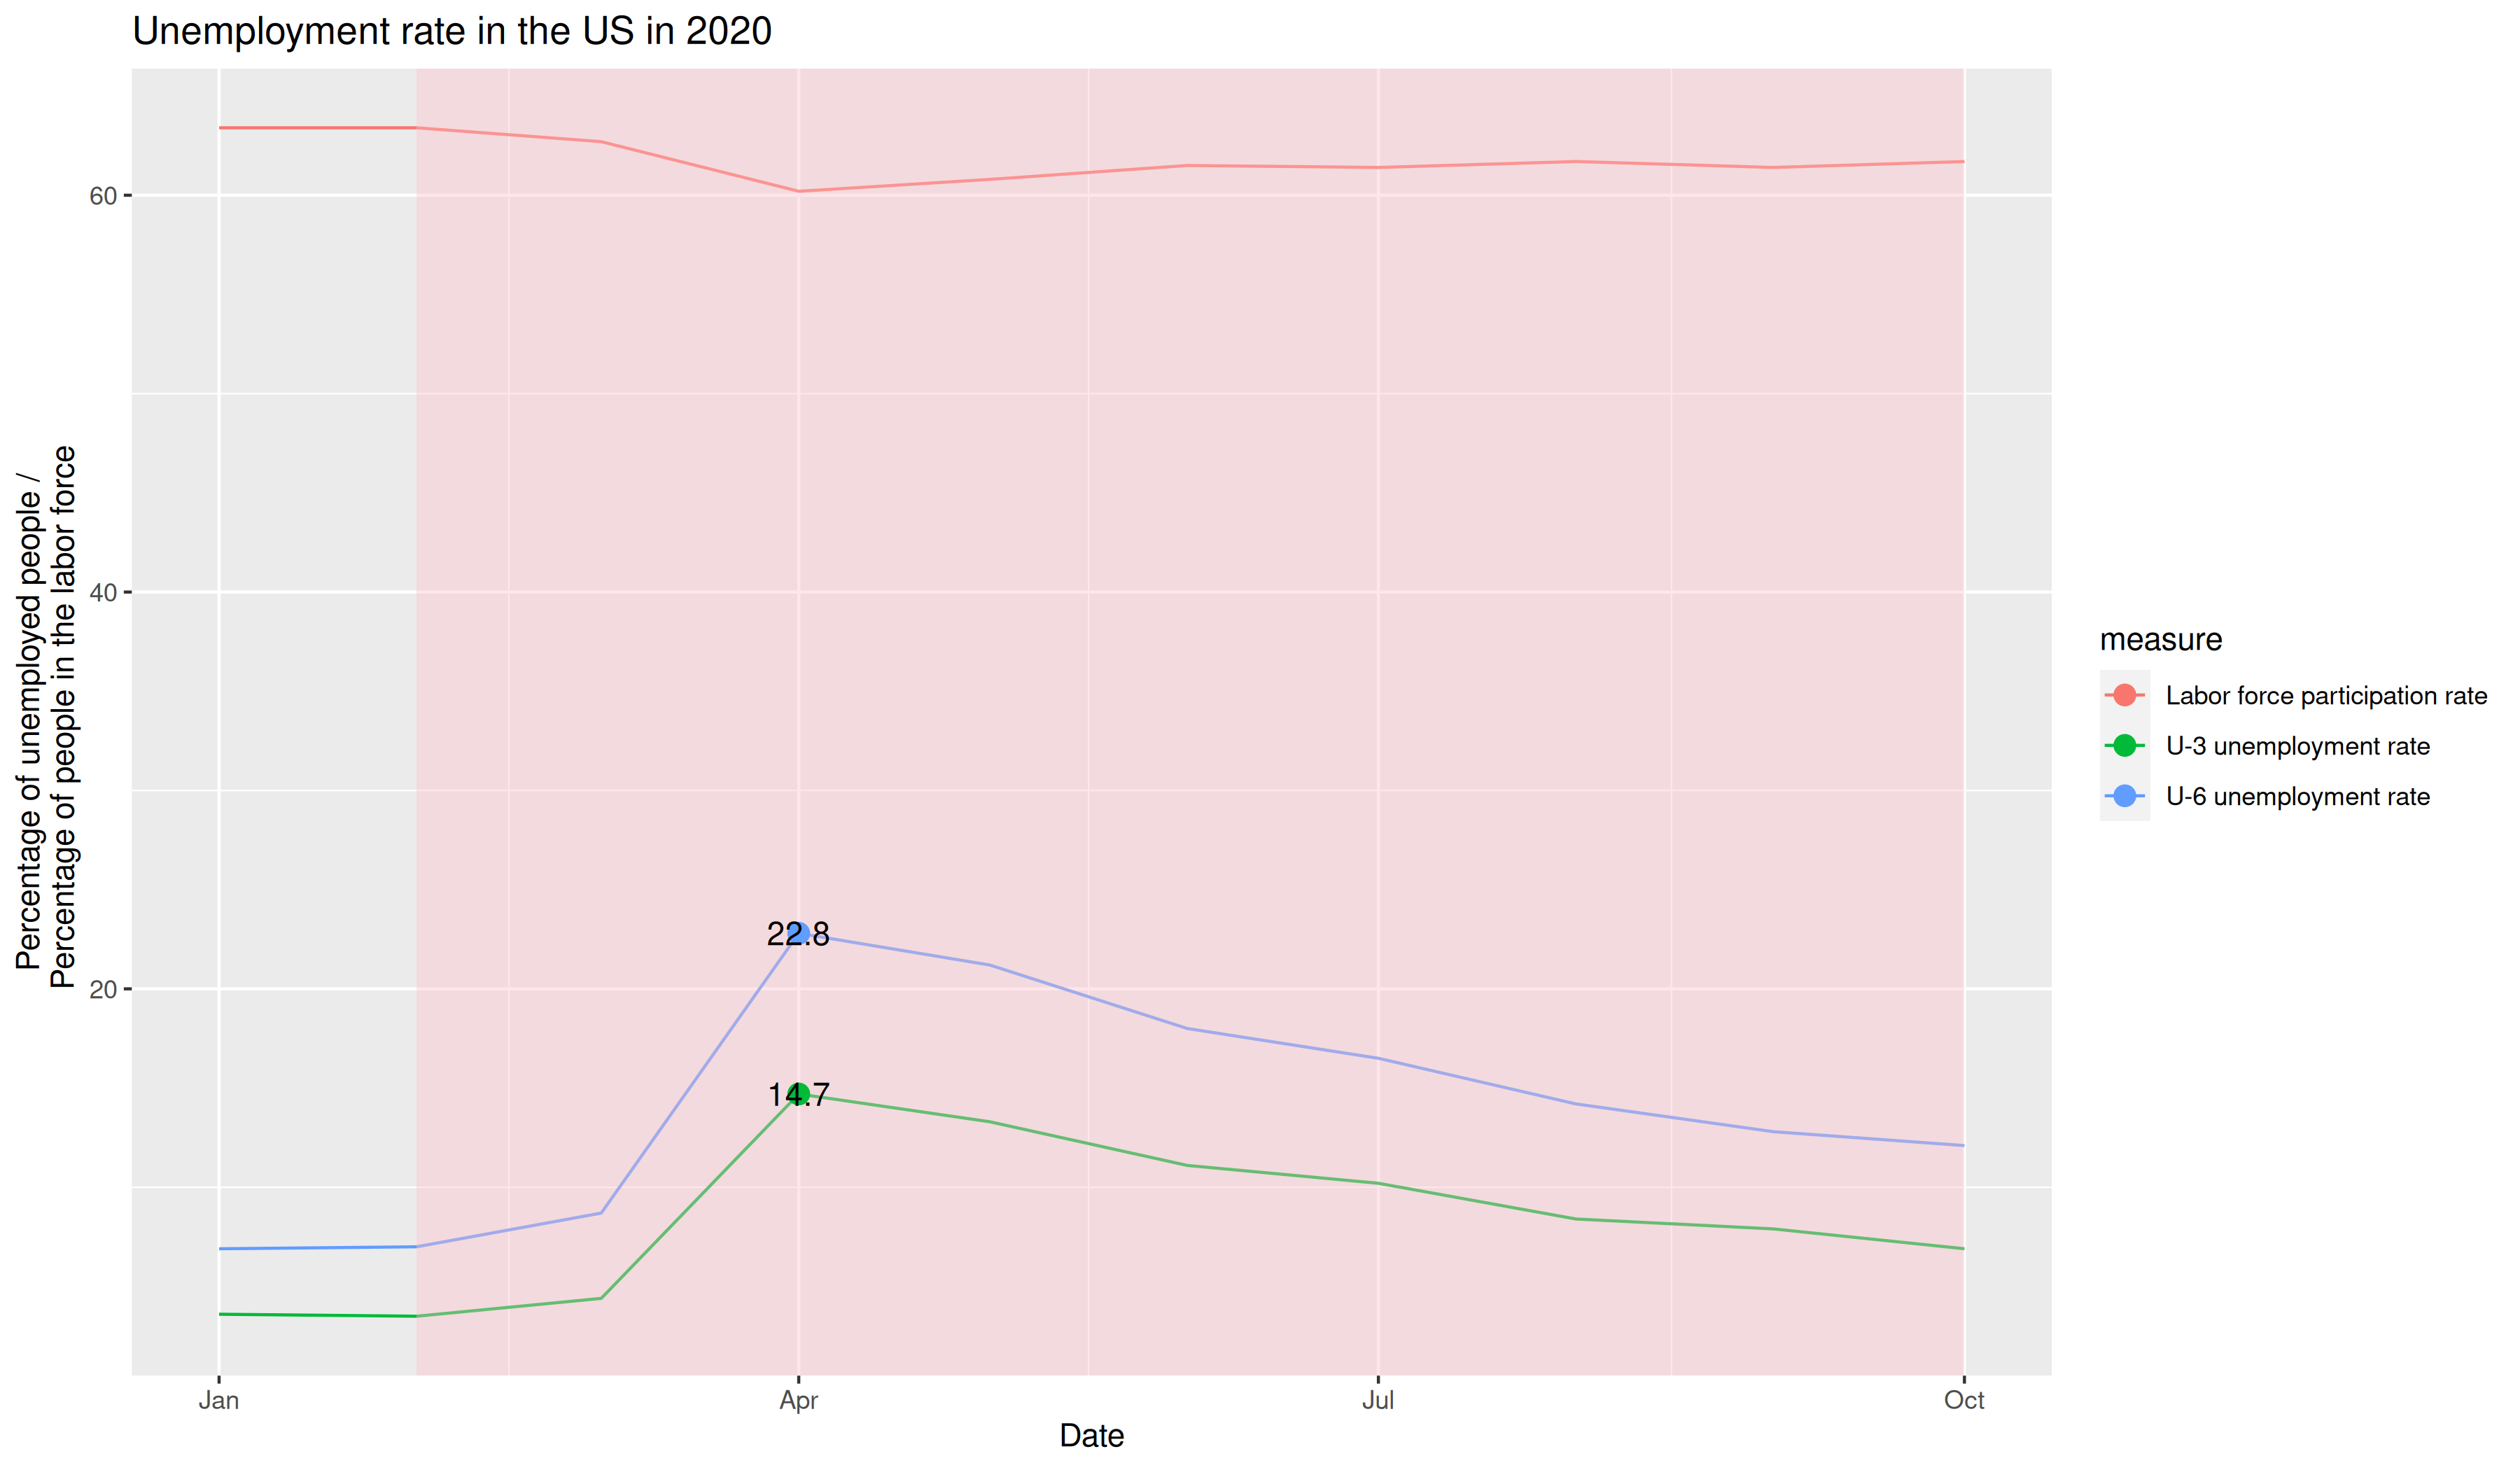 Unemployment rate in the US in 2020
Percentage of unemployed people /
Percentage of people in the labor force
60
40
20
22.8
14.7
Jan
Apr
Jul
Oct
Date
measure
Labor force participation rate
U-3 unemployment rate
U-6 unemployment rate